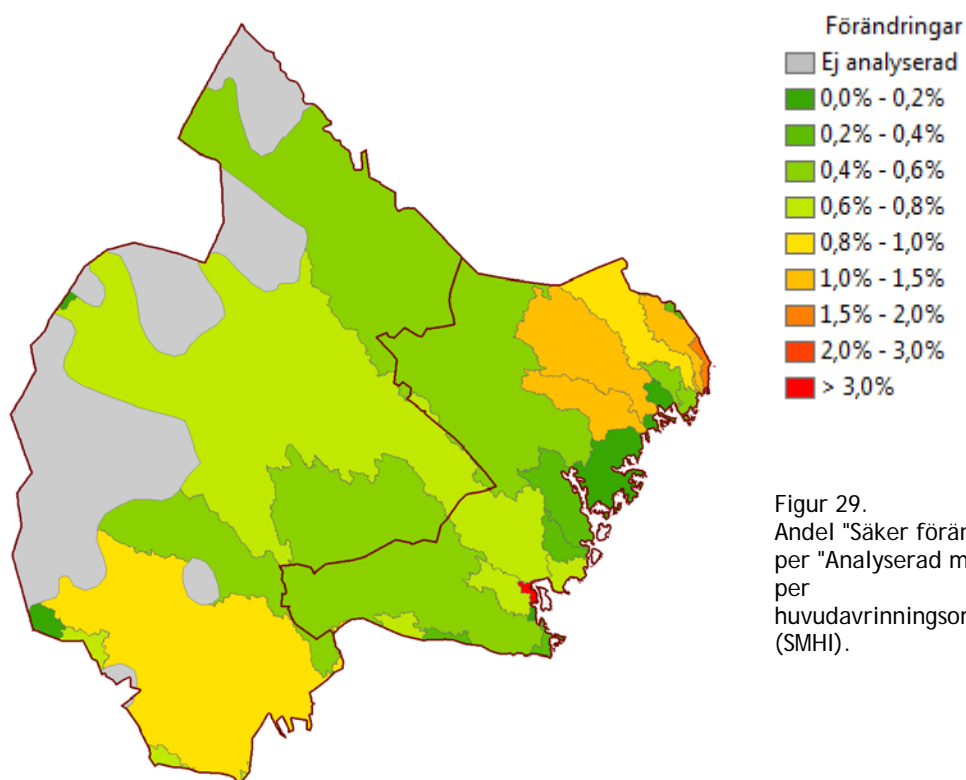 Förändringar
Ej analyserad
0,0% - 0,2%
0,2% - 0,4%
0,4% - 0,6%
0,6% - 0,8%
0,8% - 1,0%
1,0% - 1,5%
1,5% - 2,0%
2,0% - 3,0%
> 3,0%
Figur 29.
Andel "Säker förän
per "Analyserad m
per
huvudavrinningsor
(SMHI).